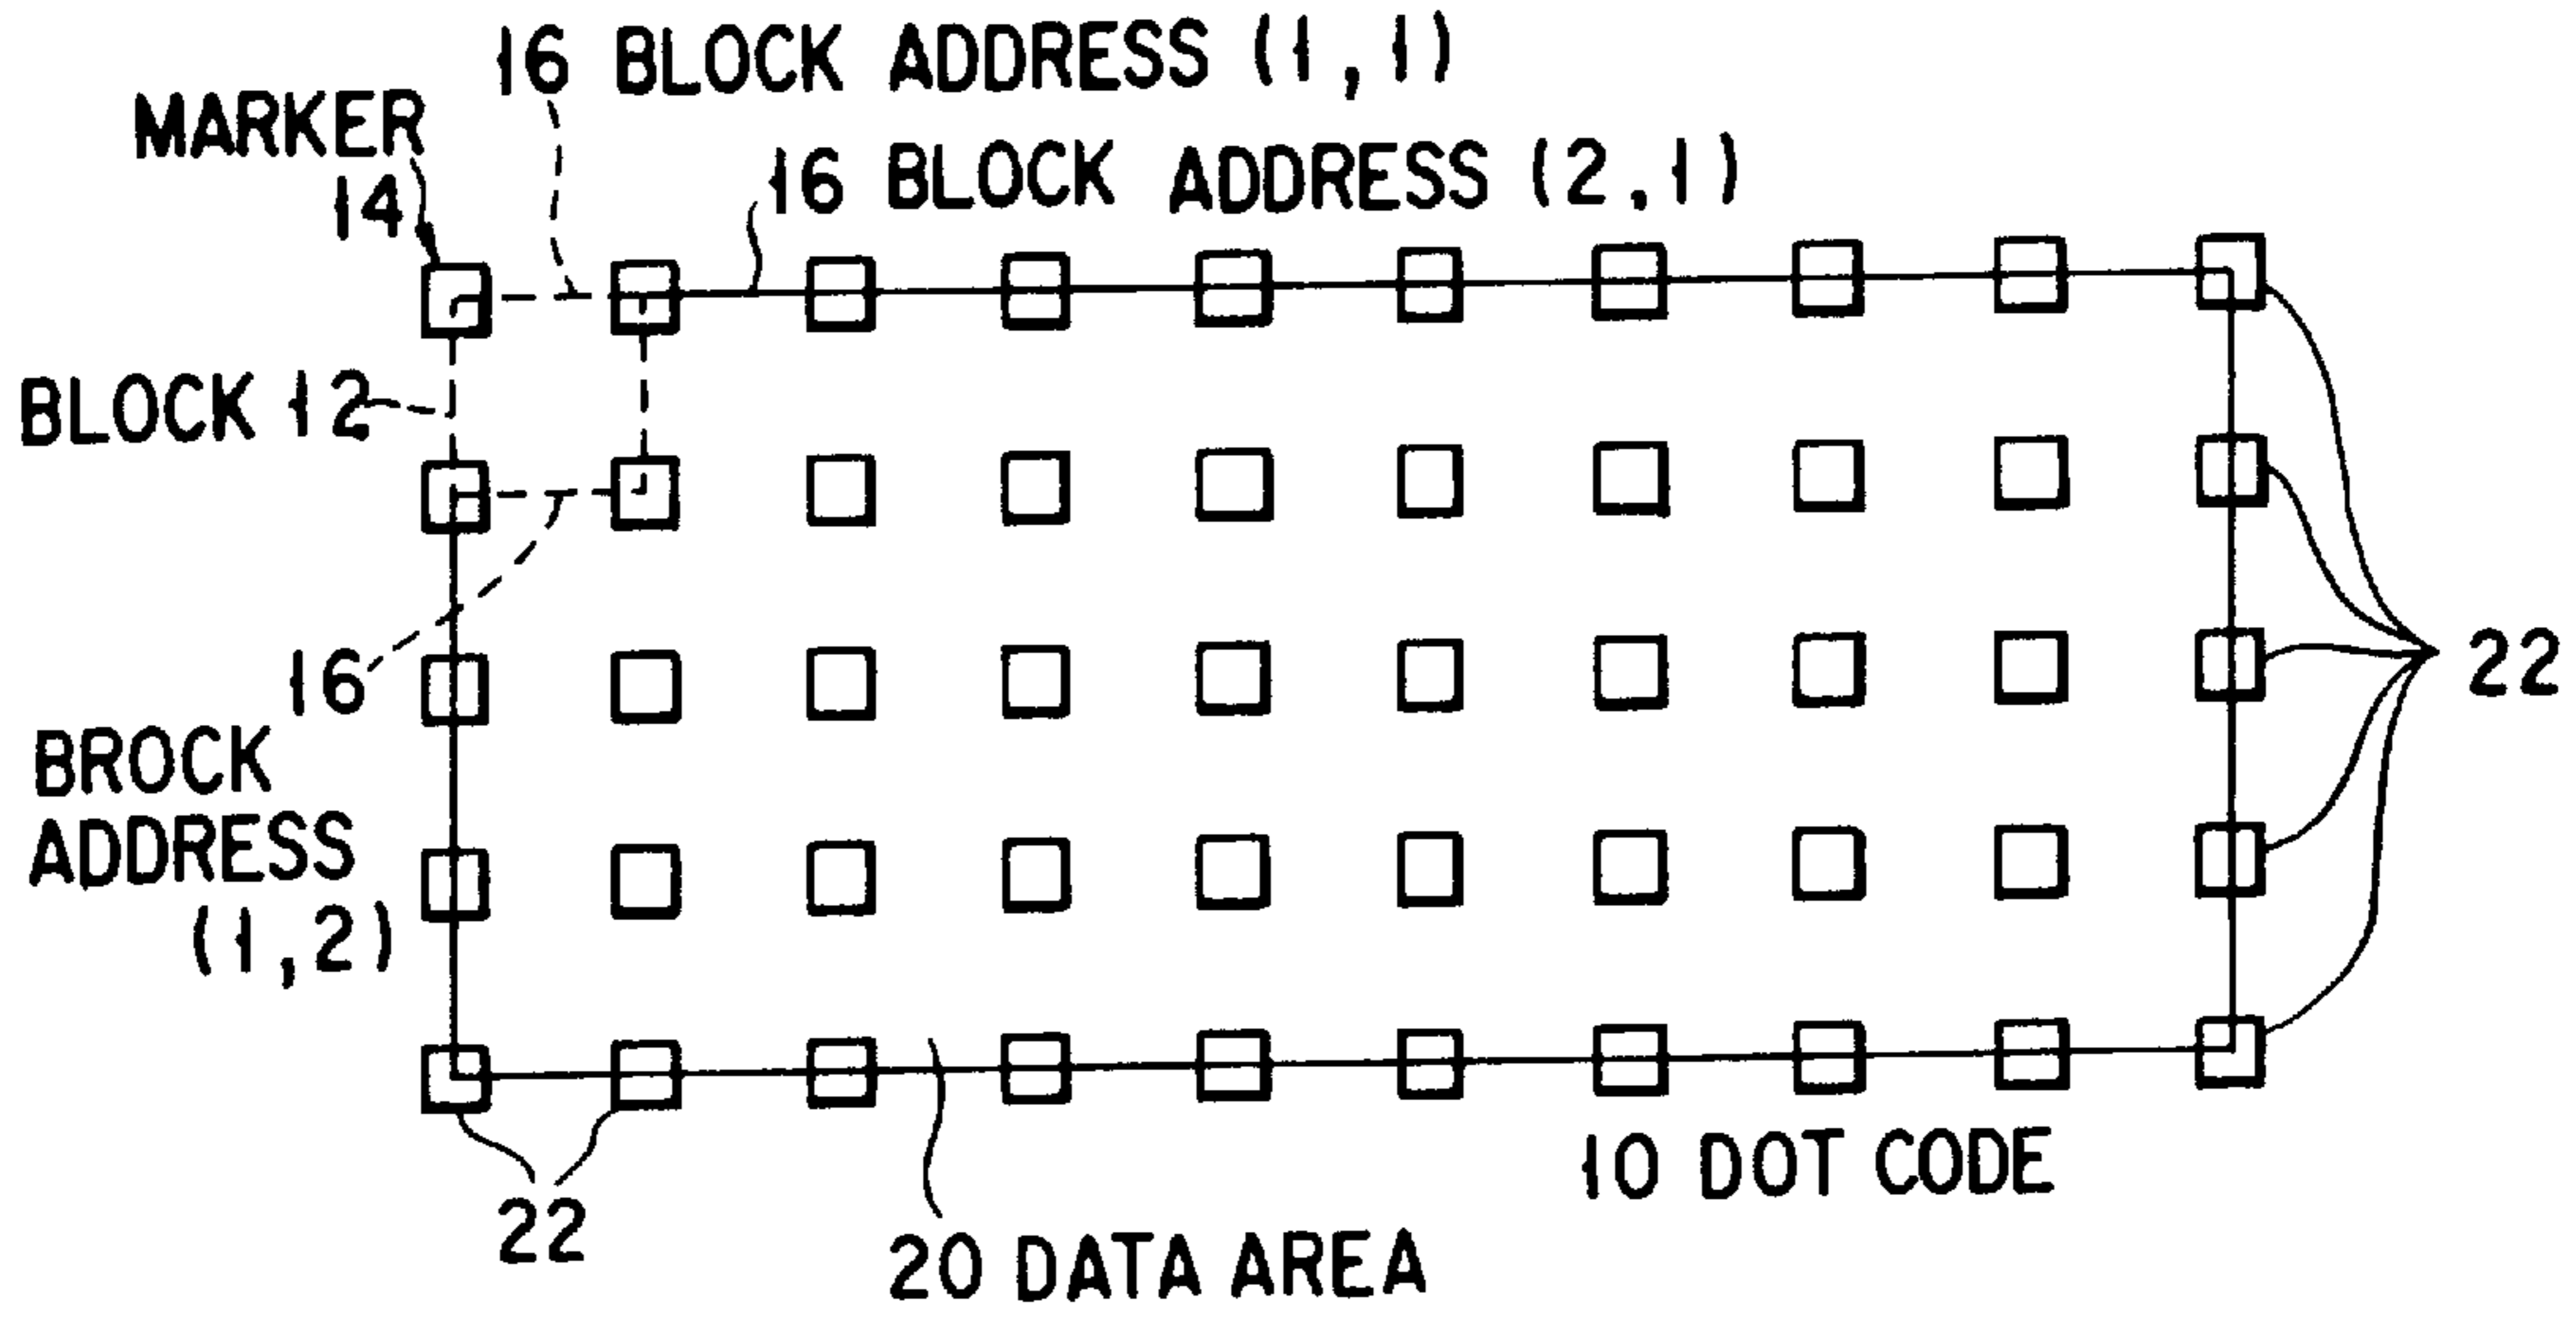 16 BLOCK ADDRESS (1,1)
MARKER
14
16 BLOCK ADDRESS (2,1)
BLOCK 12
16
22
BROCK
ADDRESS
(1,2)
22
10 DOT CODE
20 DATA AREA